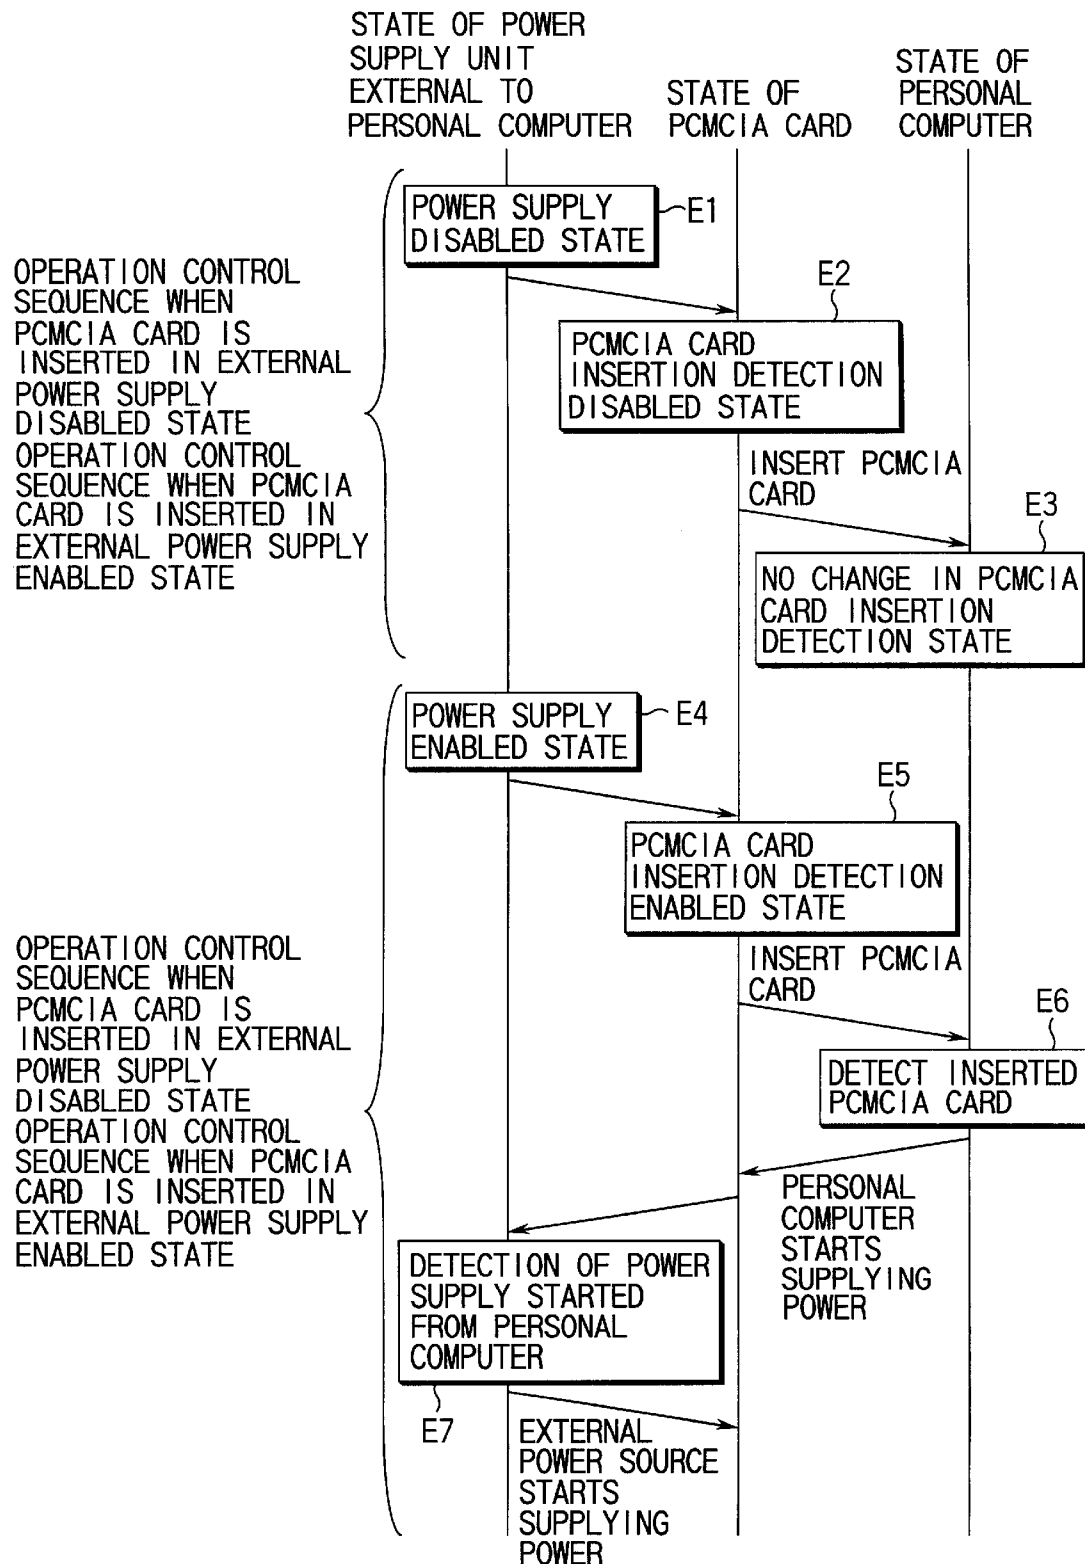 STATE OF POWER
SUPPLY UNIT
EXTERNAL TO
PERSONAL COMPUTER
STATE OF
PCMCIA CARD
STATE OF
PERSONAL
COMPUTER
POWER SUPPLY
DISABLED STATE
E1
OPERATION CONTROL
SEQUENCE WHEN
PCMCIA CARD IS
INSERTED IN EXTERNAL
POWER SUPPLY
DISABLED STATE
OPERATION CONTROL
SEQUENCE WHEN PCMCIA
CARD IS INSERTED IN
EXTERNAL POWER SUPPLY
ENABLED STATE
E2
PCMCIA CARD
INSERTION DETECTION
DISABLED STATE
INSERT PCMCIA
CARD
E3
NO CHANGE IN PCMCIA
CARD INSERTION
DETECTION STATE
POWER SUPPLY
ENABLED STATE
E4
E5
PCMCIA CARD
INSERTION DETECTION
ENABLED STATE
OPERATION CONTROL
SEQUENCE WHEN
PCMCIA CARD IS
INSERTED IN EXTERNAL
POWER SUPPLY
DISABLED STATE
OPERATION CONTROL
SEQUENCE WHEN PCMCIA
CARD IS INSERTED IN
EXTERNAL POWER SUPPLY
ENABLED STATE
INSERT PCMCIA
CARD
E6
DETECT INSERTED
PCMCIA CARD
PERSONAL
COMPUTER
STARTS
SUPPLYING
POWER
DETECTION OF POWER
SUPPLY STARTED
FROM PERSONAL
COMPUTER
E7
EXTERNAL
POWER SOURCE
STARTS
SUPPLYING
POWER